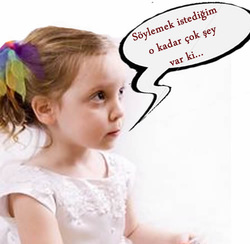 Söylemek istediğim
o kadar çok şey
var ki...